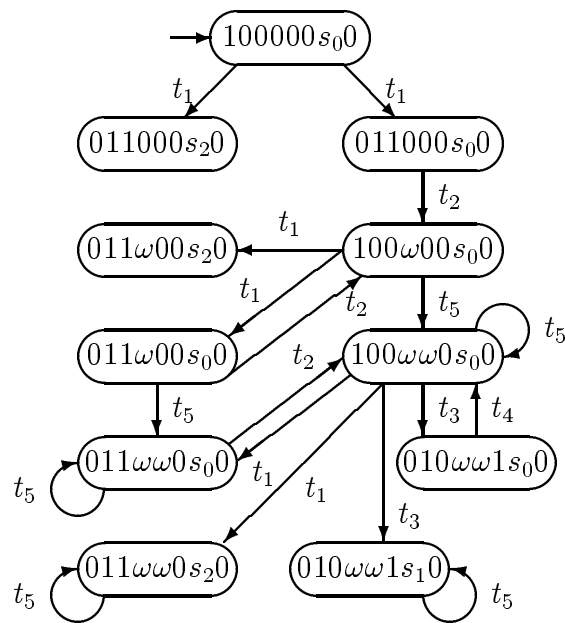 100000s₀0
t₁ t₁
011000s₂0 011000s₀0
t₂
011ω00s₂0 t₁ 100ω00s₀0
t₁ t₂ t₅
011ω00s₀0 100ωω0s₀0 t₅
t₅ t₂ t₃ t₄
011ωω0s₀0 t₁ 010ωω1s₀0
t₅ t₁
t₃
011ωω0s₂0 010ωω1s₁0
t₅ t₅